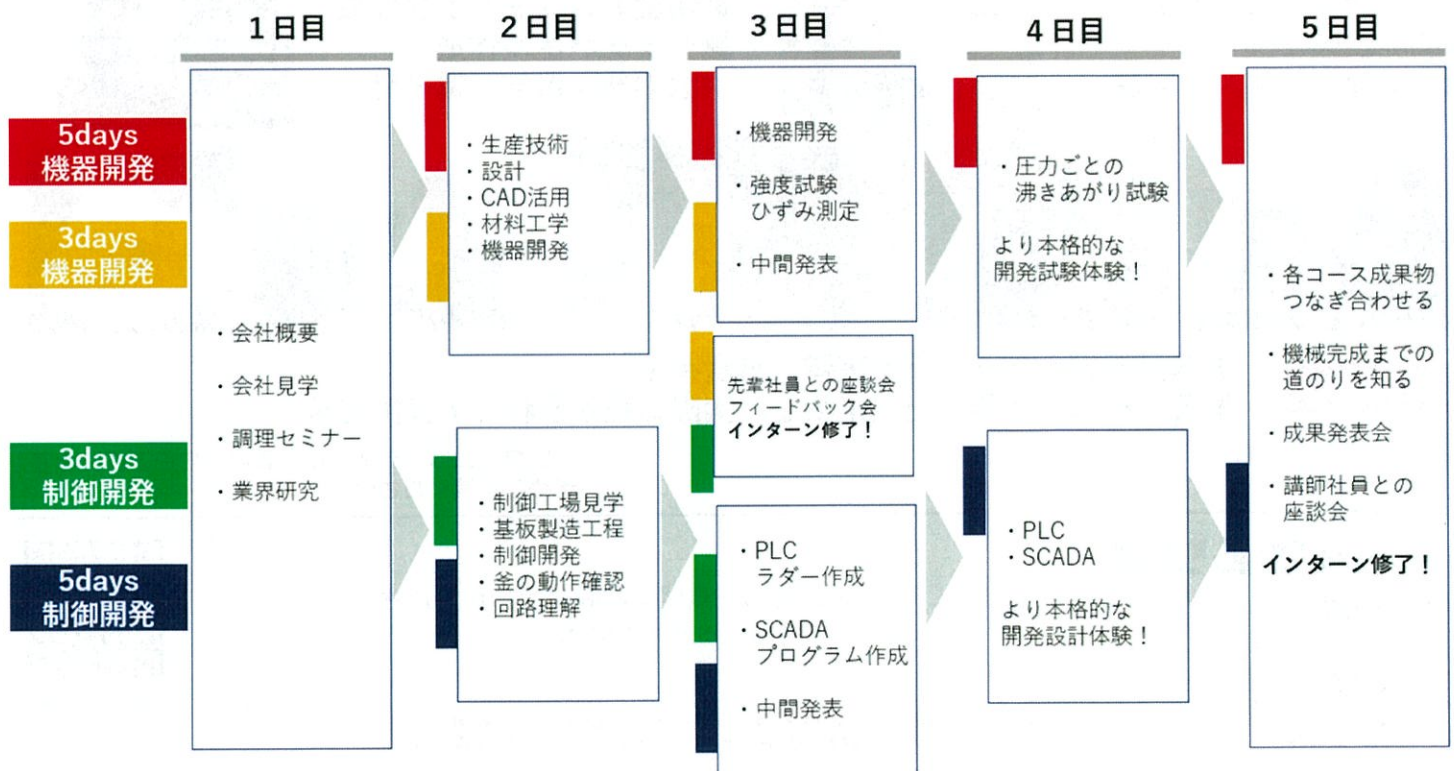 1日目
2日目
3日目
4日目
5日目
5days
機器開発
3days
機器開発
3days
制御開発
5days
制御開発
・会社概要
・会社見学
・調理セミナー
・業界研究
・生産技術
・設計
・CAD活用
・材料工学
・機器開発
・制御工場見学
・基板製造工程
・制御開発
・釜の動作確認
・回路理解
・機器開発
・強度試験
ひずみ測定
・中間発表
先輩社員との座談会
フィードバック会
インターン修了！
・PLC
ラダー作成
・SCADA
プログラム作成
・中間発表
・圧力ごとの
沸きあがり試験
より本格的な
開発試験体験！
・PLC
・SCADA
より本格的な
開発設計体験！
・各コース成果物
つなぎ合わせる
・機械完成までの
道のりを知る
・成果発表会
・講師社員との
座談会
インターン修了！